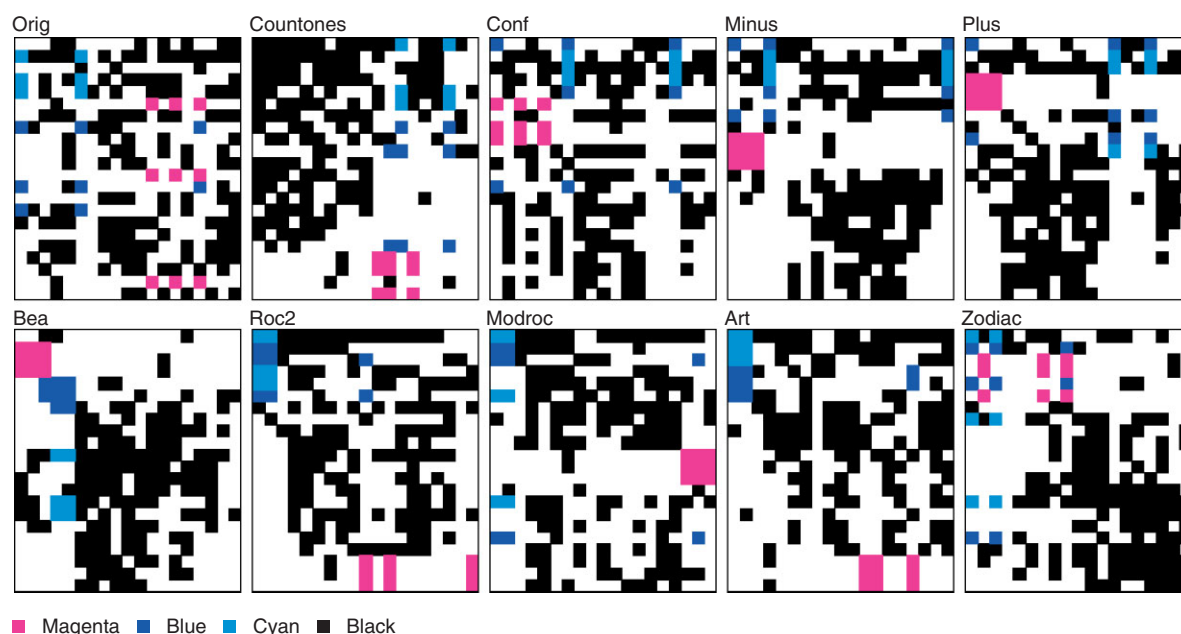 Orig Countones Conf Minus Plus
Bea Roc2 Modroc Art Zodiac
Magenta Blue Cyan Black